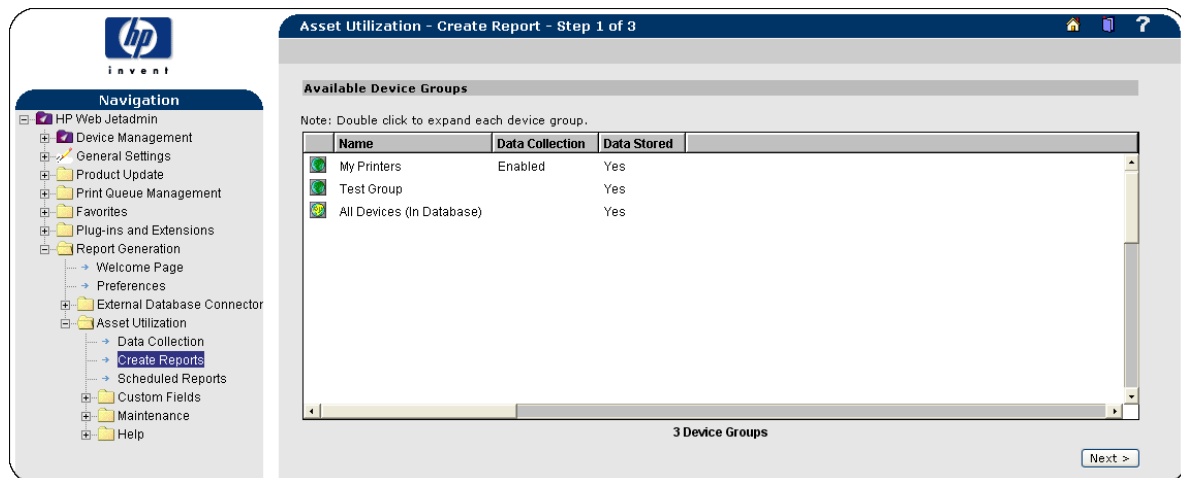 hp
invent
Navigation
HP Web Jetadmin
Device Management
General Settings
Product Update
Print Queue Management
Favorites
Plug-ins and Extensions
Report Generation
Welcome Page
Preferences
External Database Connector
Asset Utilization
Data Collection
Create Reports
Scheduled Reports
Custom Fields
Maintenance
Help
Asset Utilization - Create Report - Step 1 of 3 ?
Available Device Groups
Note: Double click to expand each device group.
Name Data Collection Data Stored
My Printers Enabled Yes
Test Group Yes
All Devices (In Database) Yes
3 Device Groups
Next >